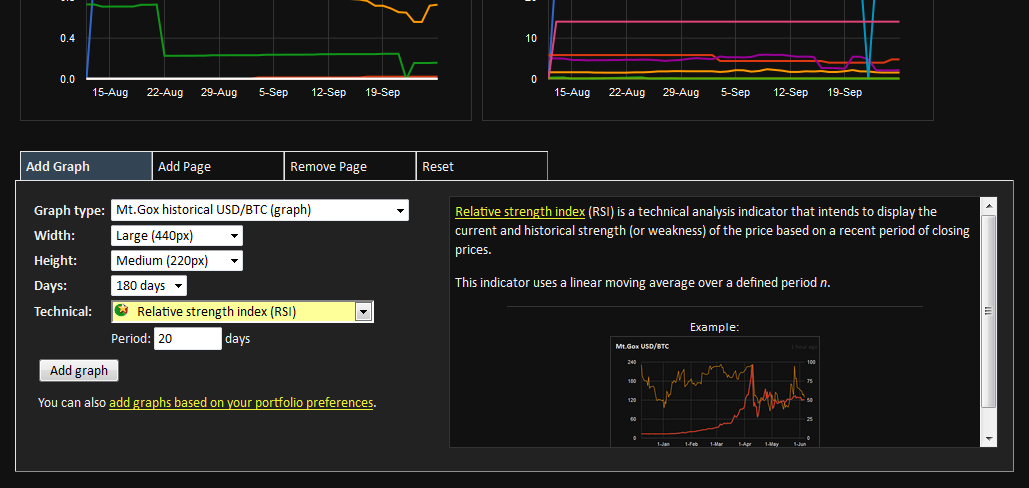 0.8
0.4
0.0
15-Aug 22-Aug 29-Aug 5-Sep 12-Sep 19-Sep
20
10
0
15-Aug 22-Aug 29-Aug 5-Sep 12-Sep 19-Sep
Add Graph Add Page Remove Page Reset
Graph type: Mt.Gox historical USD/BTC (graph)
Width: Large (440px)
Height: Medium (220px)
Days: 180 days
Technical: Relative strength index (RSI)
Period: 20 days
Add graph
You can also add graphs based on your portfolio preferences.
Relative strength index (RSI) is a technical analysis indicator that intends to display the
current and historical strength (or weakness) of the price based on a recent period of closing
prices.
This indicator uses a linear moving average over a defined period n.
Example:
Mt.Gox USD/BTC
240 100
180 75
120 50
60 25
0 0
1-Jan 1-Feb 1-Mar 1-Apr 1-May 1-Jun